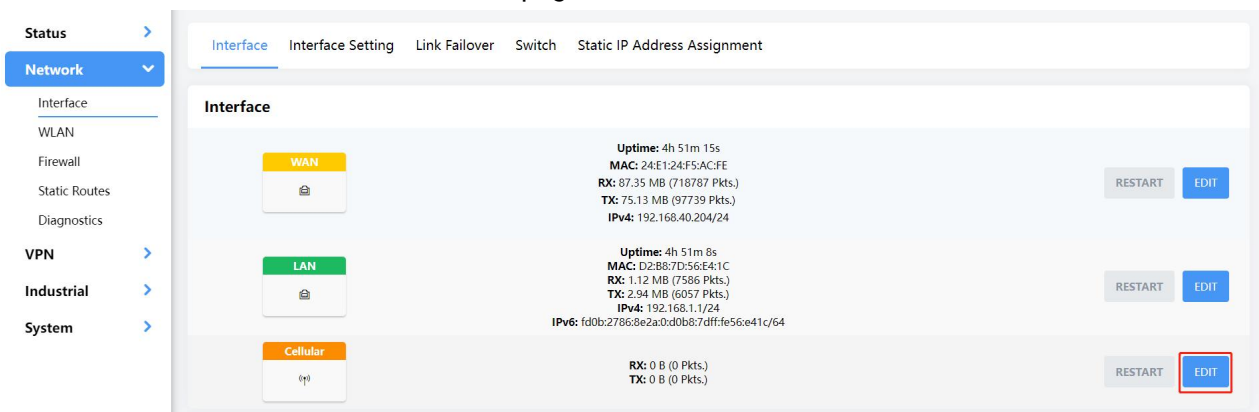 Status
Network
Interface
WLAN
Firewall
Static Routes
Diagnostics
VPN
Industrial
System
Interface Interface Setting Link Failover Switch Static IP Address Assignment
Interface
WAN
Uptime: 4h 51m 15s
MAC: 24:E1:24:F5:AC:FE
RX: 87.35 MB (718787 Pkts.)
TX: 75.13 MB (97739 Pkts.)
IPv4: 192.168.40.204/24
RESTART EDIT
LAN
Uptime: 4h 51m 8s
MAC: D2:B8:7D:56:E4:1C
RX: 1.12 MB (7586 Pkts.)
TX: 2.94 MB (6057 Pkts.)
IPv4: 192.168.1.1/24
IPv6: fd0b:2786:8e2a:0:d0b8:7dff:fe56:e41c/64
RESTART EDIT
Cellular
RX: 0 B (0 Pkts.)
TX: 0 B (0 Pkts.)
RESTART EDIT